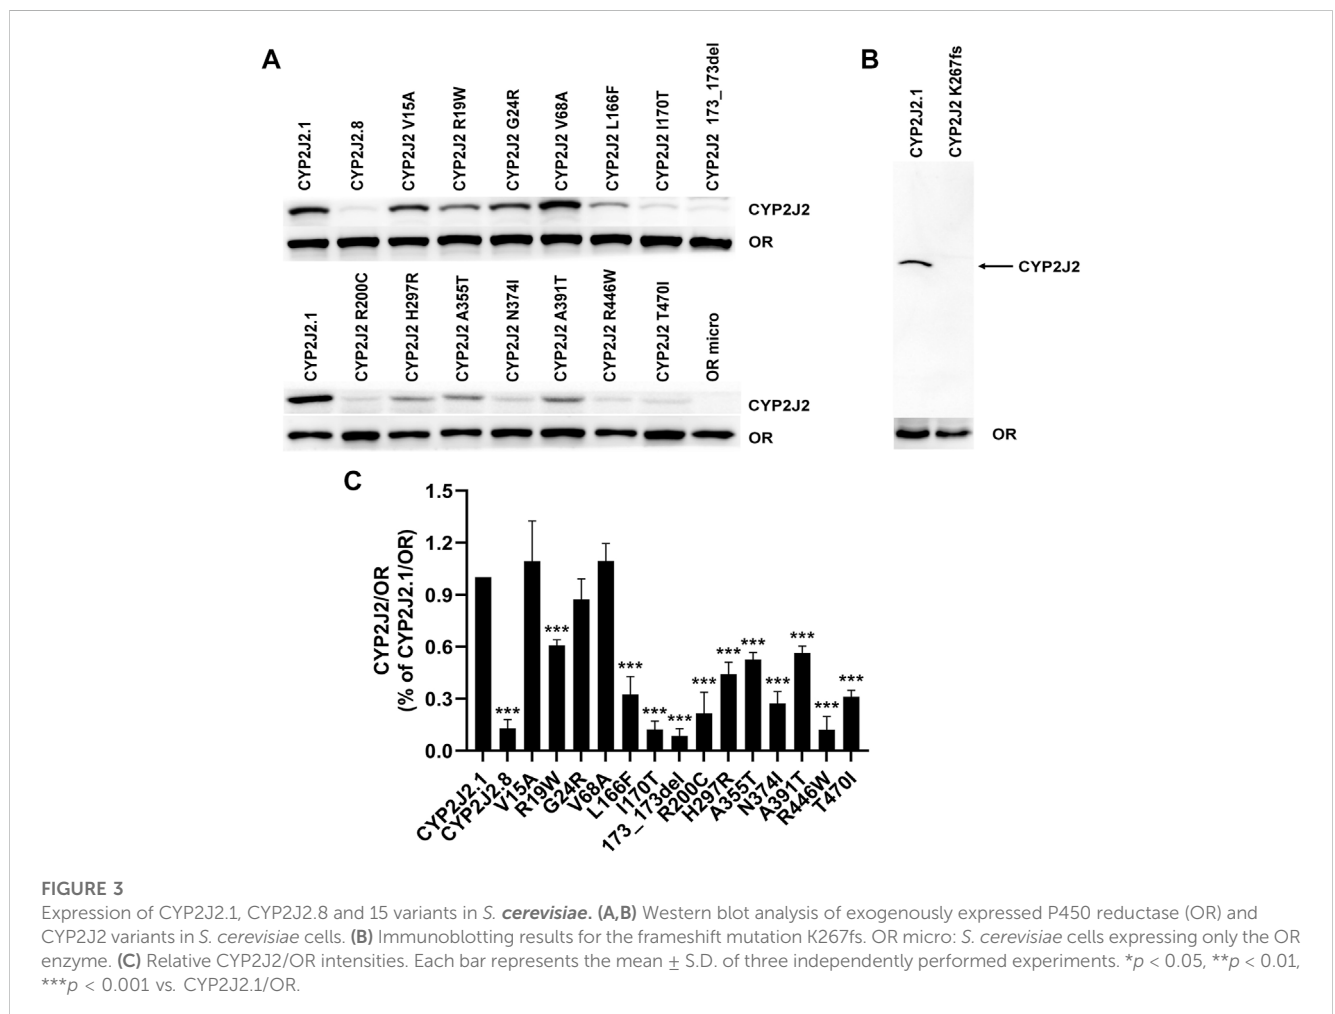 A
CYP2J2.1
CYP2J2.8
CYP2J2 V15A
CYP2J2 R19W
CYP2J2 G24R
CYP2J2 V68A
CYP2J2 L166F
CYP2J2 I170T
CYP2J2 173_173del
CYP2J2
OR
CYP2J2.1
CYP2J2 R200C
CYP2J2 H297R
CYP2J2 A355T
CYP2J2 N374I
CYP2J2 A391T
CYP2J2 R446W
CYP2J2 T470I
OR micro
CYP2J2
OR
B
CYP2J2.1
CYP2J2 K267fs
CYP2J2
OR
C
CYP2J2/OR
(% of CYP2J2.1/OR)
1.5
1.2
0.9
0.6
0.3
0.0
***
***
***
***
***
***
***
***
***
***
***
***
CYP2J2.1
CYP2J2.8
V15A
R19W
G24R
V68A
L166F
I170T
173_173del
R200C
H297R
A355T
N374I
A391T
R446W
T470I
FIGURE 3
Expression of CYP2J2.1, CYP2J2.8 and 15 variants in S. cerevisiae. (A,B) Western blot analysis of exogenously expressed P450 reductase (OR) and
CYP2J2 variants in S. cerevisiae cells. (B) Immunoblotting results for the frameshift mutation K267fs. OR micro: S. cerevisiae cells expressing only the OR
enzyme. (C) Relative CYP2J2/OR intensities. Each bar represents the mean ± S.D. of three independently performed experiments. *p < 0.05, **p < 0.01,
***p < 0.001 vs. CYP2J2.1/OR.